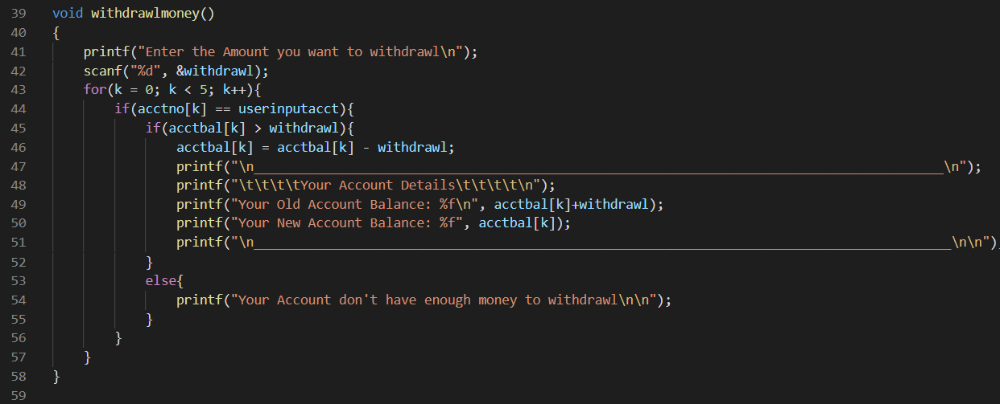 39 void withdrawlmoney()
40 {
41 printf("Enter the Amount you want to withdrawl\n");
42 scanf("%d", &withdrawl);
43 for(k = 0; k < 5; k++){
44 if(acctno[k] == userinputacct){
45 if(acctbal[k] > withdrawl){
46 acctbal[k] = acctbal[k] - withdrawl;
47 printf("\n_________________________________________________________________________________________\n");
48 printf("\t\t\t\tYour Account Details\t\t\t\t\n");
49 printf("Your Old Account Balance: %f\n", acctbal[k]+withdrawl);
50 printf("Your New Account Balance: %f", acctbal[k]);
51 printf("\n__________________________________________________________________________________________\n\n")
52 }
53 else{
54 printf("Your Account don't have enough money to withdrawl\n\n");
55 }
56 }
57 }
58 }
59